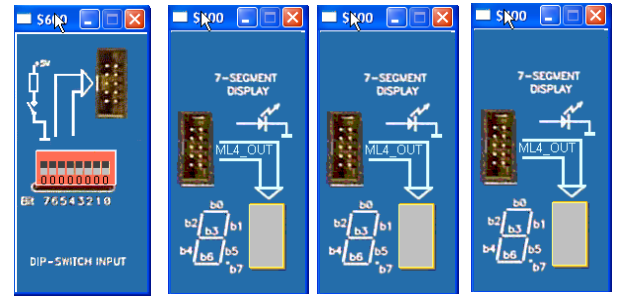 +5V
00000000
Bit 76543210
DIP-SWITCH INPUT
7-SEGMENT
DISPLAY
ML4_OUT
b0
b2 b1
b3
b4 b5
b6
b7
7-SEGMENT
DISPLAY
ML4_OUT
b0
b2 b1
b3
b4 b5
b6
b7
7-SEGMENT
DISPLAY
ML4_OUT
b0
b2 b1
b3
b4 b5
b6
b7